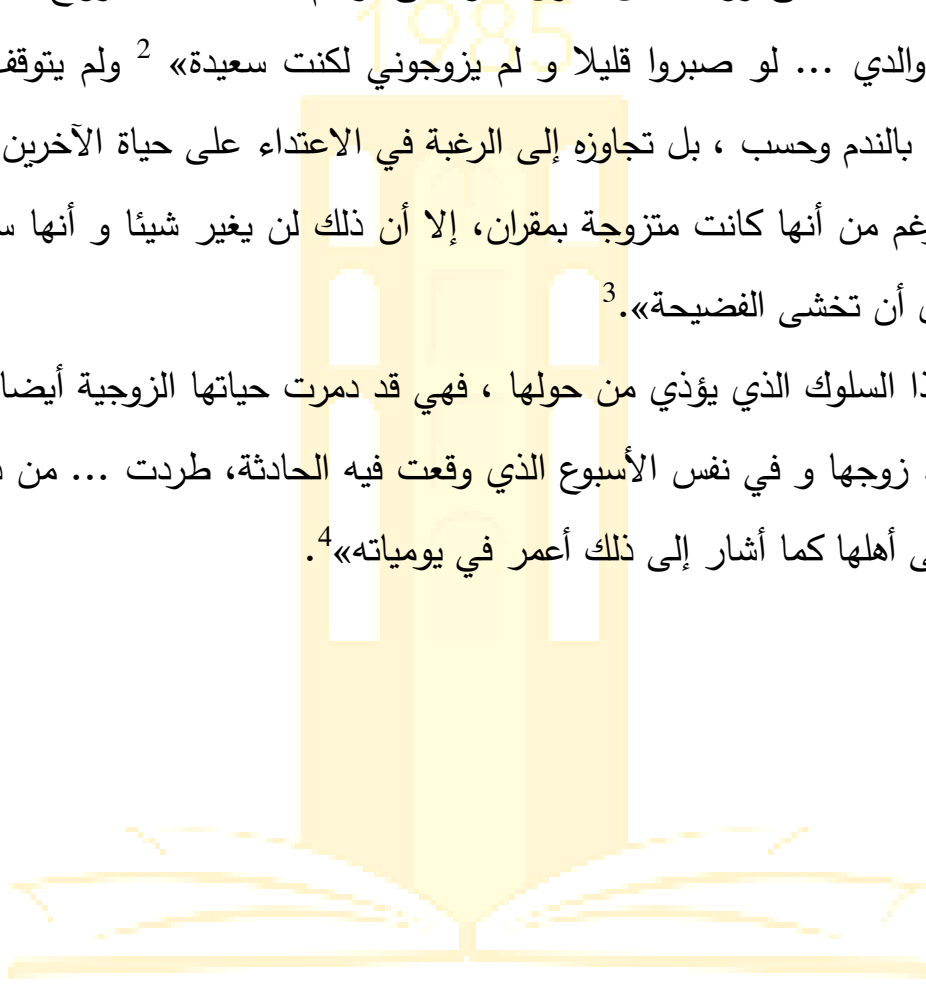 1985
والدي ... لو صبروا قليلا و لم يزوجوني لكنت سعيدة» 2 ولم
بالندم وحسب ، بل تجاوزه إلى الرغبة في الاعتداء على حياة الآخرين
من أنها كانت متزوجة بمقران، إلا أن ذلك لن يغير شيئا و أنها
أن تخشى الفضيحة».3
السلوك الذي يؤذي من حولها ، فهي قد دمرت حياتها الزوجية أيضا
زوجها و في نفس الأسبوع الذي وقعت فيه الحادثة، طردت ... من
أهلها كما أشار إلى ذلك أعمر في يومياته»4.